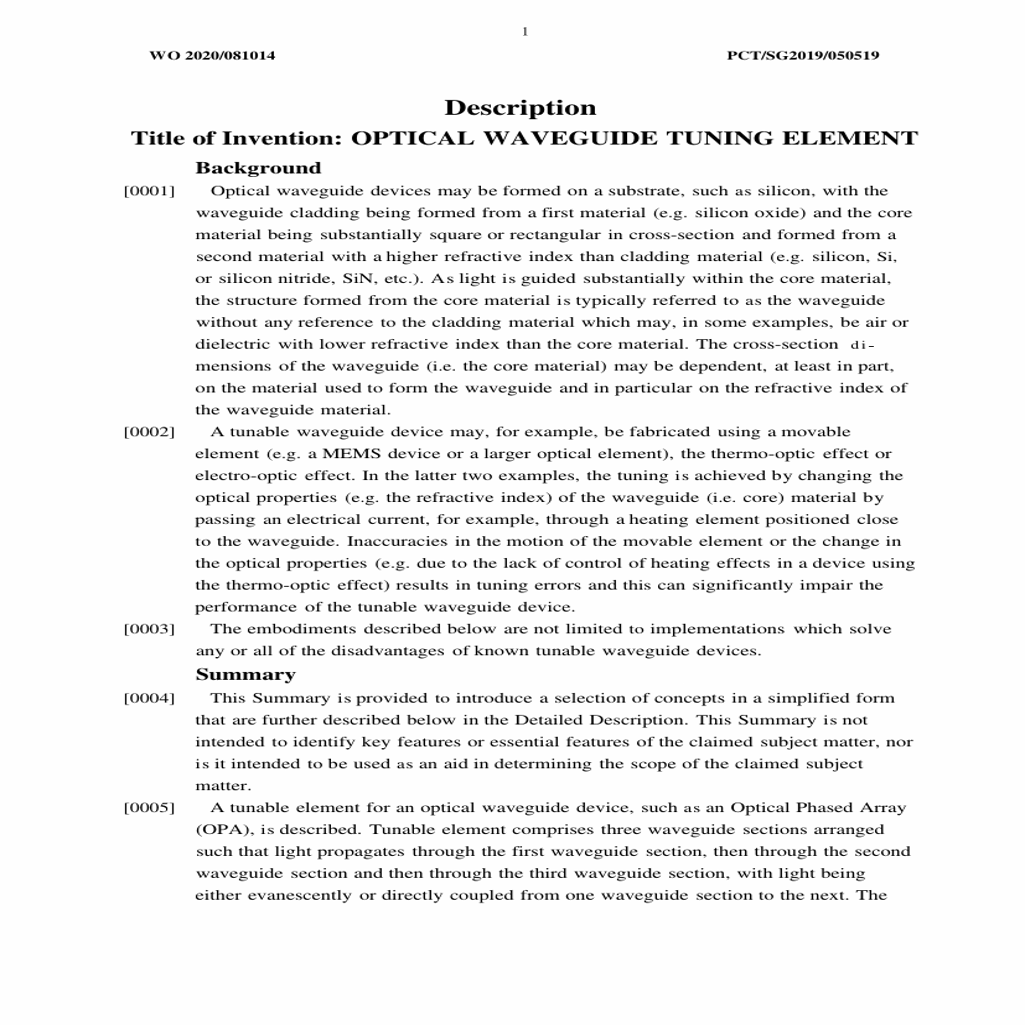 1
WO 2020/081014 PCT/SG2019/050519
Description
Title of Invention: OPTICAL WAVEGUIDE TUNING ELEMENT
Background
[0001] Optical waveguide devices may be formed on a substrate, such as silicon, with the
waveguide cladding being formed from a first material (e.g. silicon oxide) and the core
material being substantially square or rectangular in cross-section and formed from a
second material with a higher refractive index than cladding material (e.g. silicon, Si,
or silicon nitride, SiN, etc.). As light is guided substantially within the core material,
the structure formed from the core material is typically referred to as the waveguide
without any reference to the cladding material which may, in some examples, be air or
dielectric with lower refractive index than the core material. The cross-section di-
mensions of the waveguide (i.e. the core material) may be dependent, at least in part,
on the material used to form the waveguide and in particular on the refractive index of
the waveguide material.
[0002] A tunable waveguide device may, for example, be fabricated using a movable
element (e.g. a MEMS device or a larger optical element), the thermo-optic effect or
electro-optic effect. In the latter two examples, the tuning is achieved by changing the
optical properties (e.g. the refractive index) of the waveguide (i.e. core) material by
passing an electrical current, for example, through a heating element positioned close
to the waveguide. Inaccuracies in the motion of the movable element or the change in
the optical properties (e.g. due to the lack of control of heating effects in a device using
the thermo-optic effect) results in tuning errors and this can significantly impair the
performance of the tunable waveguide device.
[0003] The embodiments described below are not limited to implementations which solve
any or all of the disadvantages of known tunable waveguide devices.
Summary
[0004] This Summary is provided to introduce a selection of concepts in a simplified form
that are further described below in the Detailed Description. This Summary is not
intended to identify key features or essential features of the claimed subject matter, nor
is it intended to be used as an aid in determining the scope of the claimed subject
matter.
[0005] A tunable element for an optical waveguide device, such as an Optical Phased Array
(OPA), is described. Tunable element comprises three waveguide sections arranged
such that light propagates through the first waveguide section, then through the second
waveguide section and then through the third waveguide section, with light being
either evanescently or directly coupled from one waveguide section to the next. The